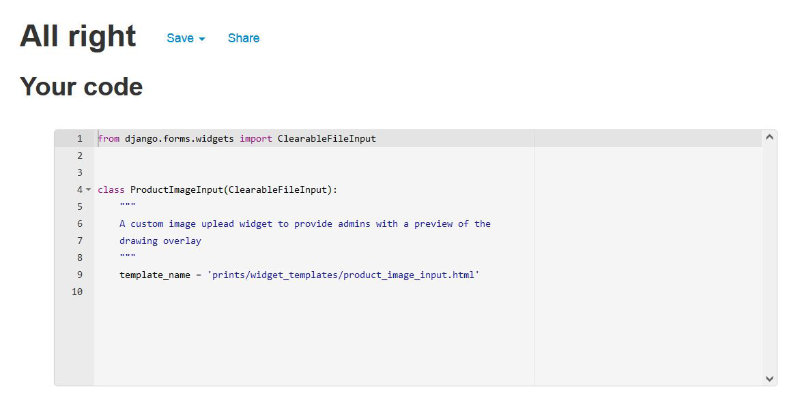 All right Save Share
Your code
1 from django.forms.widgets import ClearableFileInput
2
3
4 class ProductImageInput(ClearableFileInput):
5 """
6 A custom image uplead widget to provide admins with a preview of the
7 drawing overlay
8 """
9 template_name = 'prints/widget_templates/product_image_input.html'
10